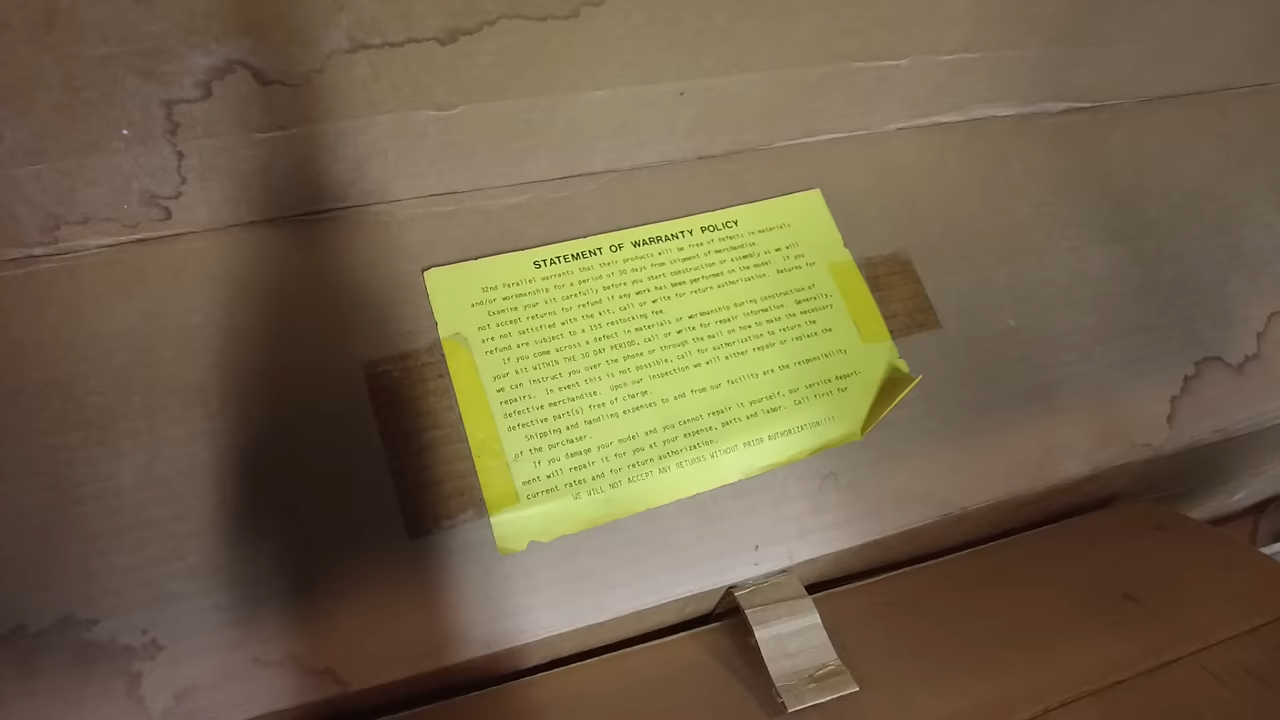 STATEMENT OF WARRANTY POLICY
32nd Parallel warrants that their products will be free of defects in materials
and/or workmanship for a period of 30 days from shipment of merchandise.
Examine your kit carefully before you start construction or assembly as we will
not accept returns for refund if any work has been performed on the model. If you
are not satisfied with the kit, call or write for return authorization. Returns for
refund are subject to a 15% restocking fee.
If you come across a defect in materials or workmanship during construction of
your kit WITHIN THE 30 DAY PERIOD, call or write for repair information. Generally,
we can instruct you over the phone or through the mail on how to make the necessary
repairs. In event this is not possible, call for authorization to return the
defective merchandise. Upon our inspection we will either repair or replace the
defective part(s) free of charge.
Shipping and handling expenses to and from our facility are the responsibility
of the purchaser.
If you damage your model and you cannot repair it yourself, our service depart-
ment will repair it for you at your expense, parts and labor. Call first for
current rates and for return authorization.
WE WILL NOT ACCEPT ANY RETURNS WITHOUT PRIOR AUTHORIZATION!!!!